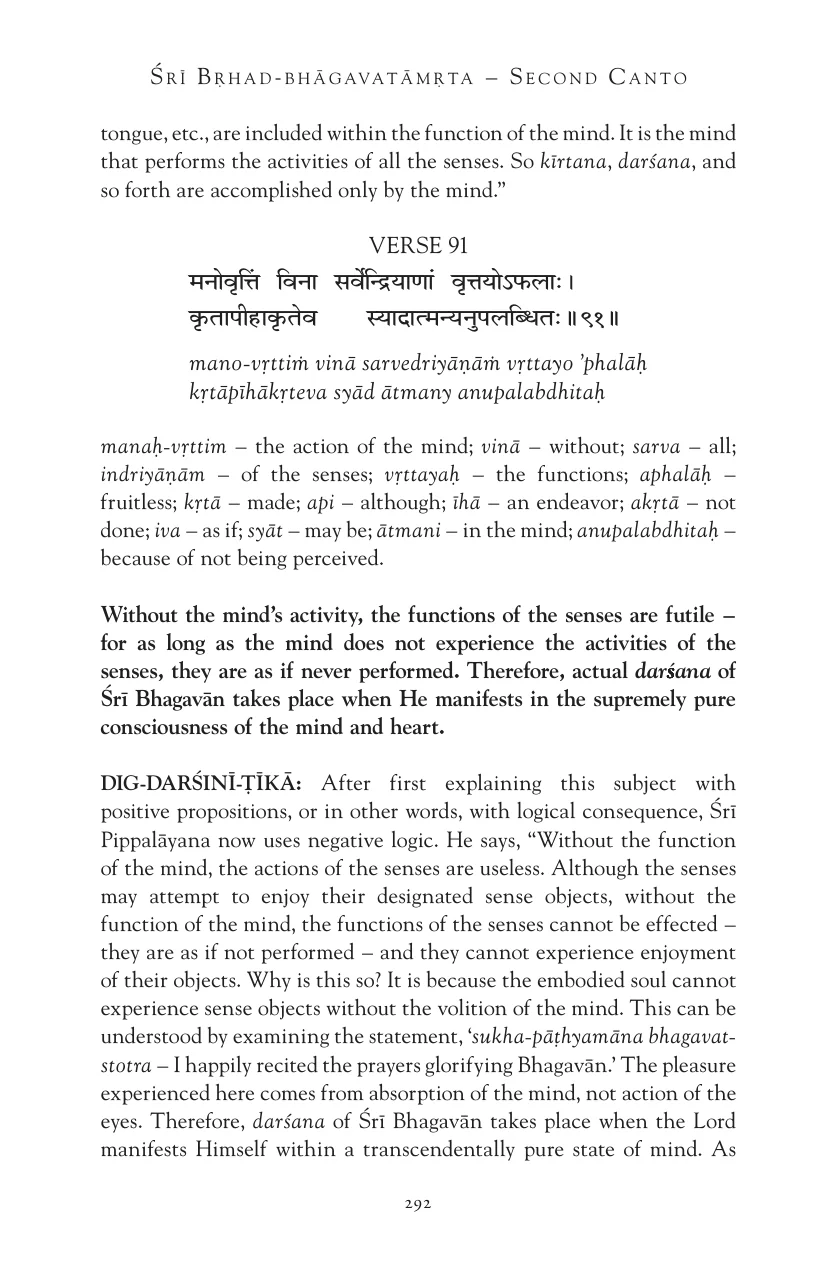 ŚRĪ BṚHAD-BHĀGAVATĀMṚTA – SECOND CANTO
tongue, etc., are included within the function of the mind. It is the mind
that performs the activities of all the senses. So kīrtana, darśana, and
so forth are accomplished only by the mind.”
VERSE 91
मनोवृत्तिं विना सर्वेन्द्रियाणां वृत्तयोऽफलाः ।
कृतापीहाकृतेव स्यादात्मन्यनुपलब्धितः ॥ ९१ ॥
mano-vṛttiṁ vinā sarvedriyāṇāṁ vṛttayo ’phalāḥ
kṛtāpīhākṛteva syād ātmany anupalabdhitaḥ
manaḥ-vṛttim – the action of the mind; vinā – without; sarva – all;
indriyāṇām – of the senses; vṛttayaḥ – the functions; aphalāḥ –
fruitless; kṛtā – made; api – although; īhā – an endeavor; akṛtā – not
done; iva – as if; syāt – may be; ātmani – in the mind; anupalabdhitaḥ –
because of not being perceived.
Without the mind’s activity, the functions of the senses are futile –
for as long as the mind does not experience the activities of the
senses, they are as if never performed. Therefore, actual darśana of
Śrī Bhagavān takes place when He manifests in the supremely pure
consciousness of the mind and heart.
DIG-DARŚINĪ-ṬĪKĀ: After first explaining this subject with
positive propositions, or in other words, with logical consequence, Śrī
Pippalāyana now uses negative logic. He says, “Without the function
of the mind, the actions of the senses are useless. Although the senses
may attempt to enjoy their designated sense objects, without the
function of the mind, the functions of the senses cannot be effected –
they are as if not performed – and they cannot experience enjoyment
of their objects. Why is this so? It is because the embodied soul cannot
experience sense objects without the volition of the mind. This can be
understood by examining the statement, ‘sukha-pāṭhyamāna bhagavat-
stotra – I happily recited the prayers glorifying Bhagavān.’ The pleasure
experienced here comes from absorption of the mind, not action of the
eyes. Therefore, darśana of Śrī Bhagavān takes place when the Lord
manifests Himself within a transcendentally pure state of mind. As
292